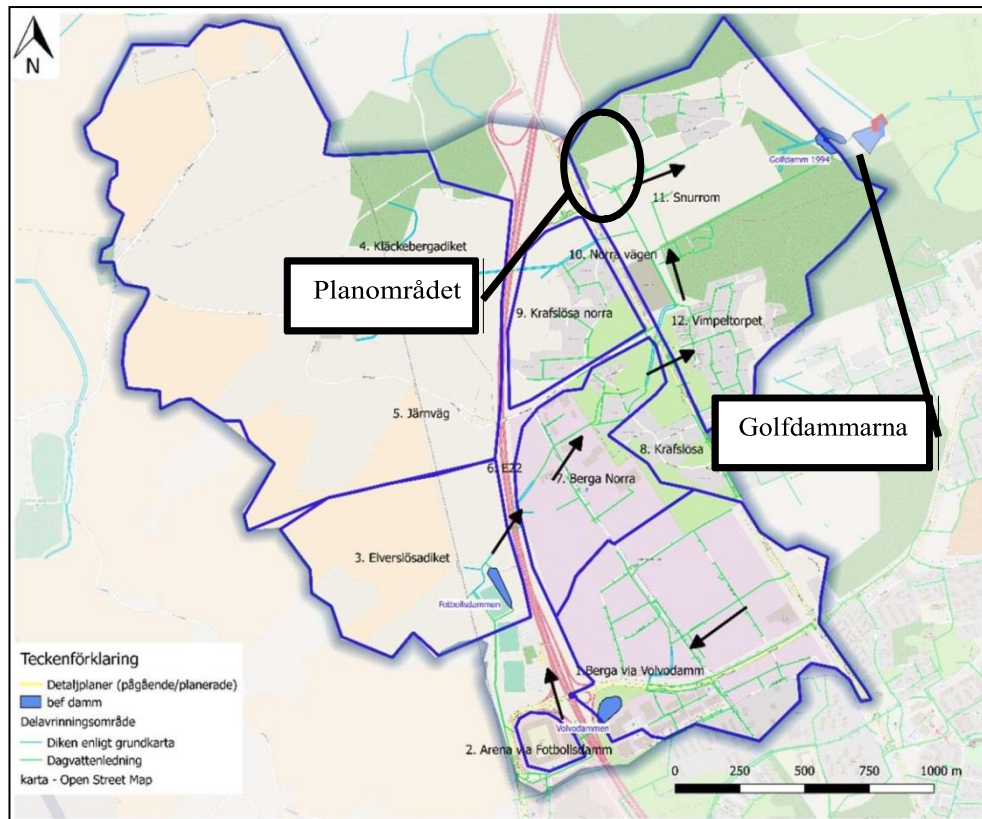 N
Golfdamm 1994
11. Snurrom
4. Kläckebergadiket
10. Norra vägen
Planområdet
9. Krafslösa norra
12. Vimpeltorpet
5. Järnväg
Golfdammarna
8. Krafslösa
6. E22
7. Berga Norra
3. Elverslösadiket
Fotbollsdammen
1.Berga via Volvodamm
Volvodammen
2. Arena via Fotbollsdamm
Teckenförklaring
Detaljplaner (pågående/planerade)
bef damm
Delavrinningsområde
Diken enligt grundkarta
Dagvattenledning
karta - Open Street Map
0 250 500 750 1000 m